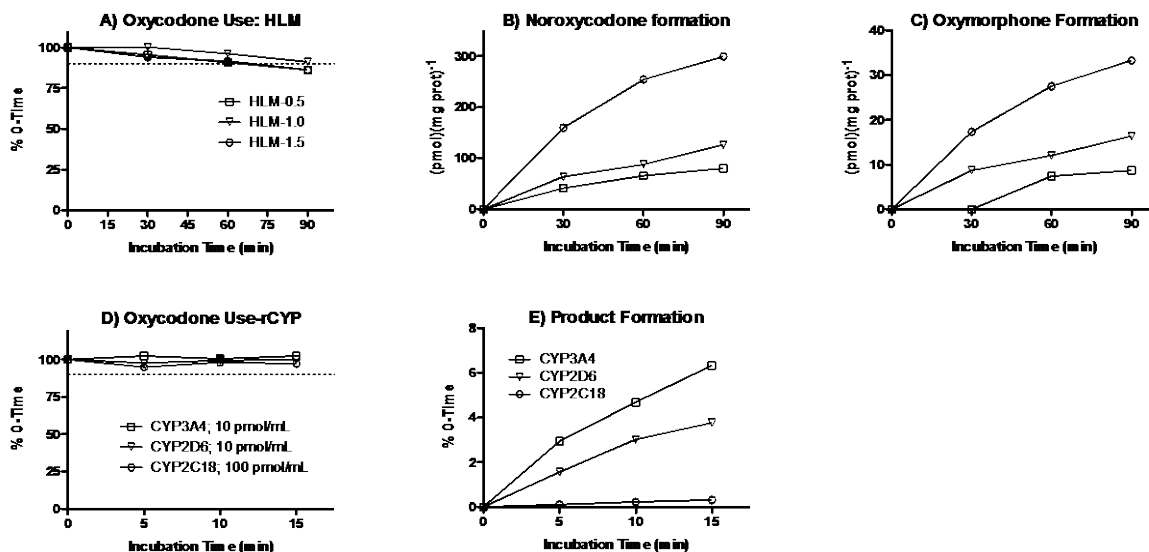 A) Oxycodone Use: HLM
% 0-Time
100
75
50
25
0
HLM-0.5
HLM-1.0
HLM-1.5
0 15 30 45 60 75 90
Incubation Time (min)
B) Noroxycodone formation
(pmol)(mg prot)-1
300
200
100
0
0 30 60 90
Incubation Time (min)
C) Oxymorphone Formation
(pmol)(mg prot)-1
40
30
20
10
0
0 30 60 90
Incubation Time (min)
D) Oxycodone Use-rCYP
% 0-Time
100
75
50
25
0
CYP3A4; 10 pmol/mL
CYP2D6; 10 pmol/mL
CYP2C18; 100 pmol/mL
0 5 10 15
Incubation Time (min)
E) Product Formation
% 0-Time
8
6
4
2
0
CYP3A4
CYP2D6
CYP2C18
0 5 10 15
Incubation Time (min)